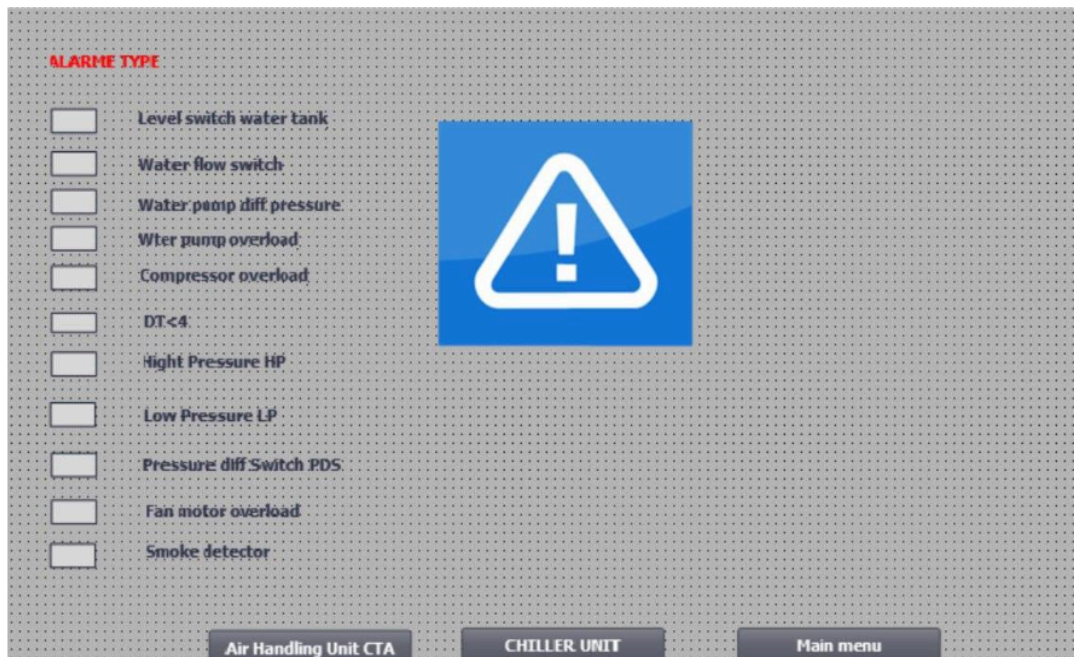 ALARME TYPE
Level switch water tank
Water flow switch
Water pump diff pressure
Wter pump overload
Compressor overload
DT<4
Hight Pressure HP
Low Pressure LP
Pressure diff Switch PDS
Fan motor overload
Smoke detector
Air Handling Unit CTA
CHILLER UNIT
Main menu